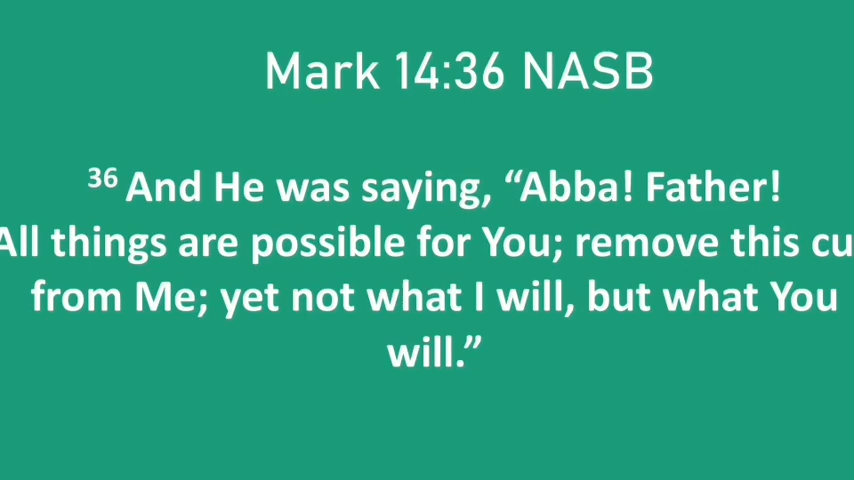 Mark 14:36 NASB
36 And He was saying, “Abba! Father!
All things are possible for You; remove this cu
from Me; yet not what I will, but what You
will.”